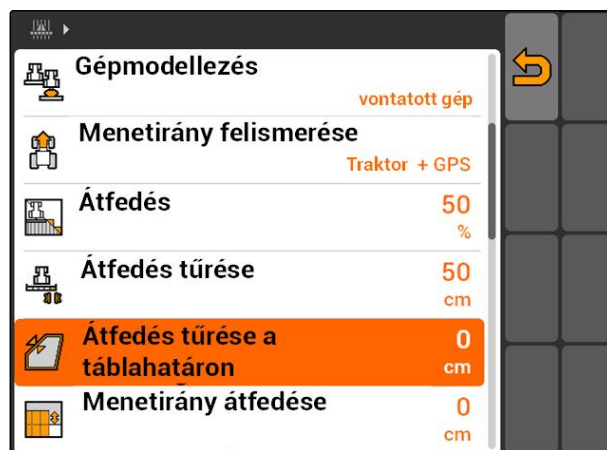 Gépmodellezés
vontatott gép
Menetirány felismerése
Traktor + GPS
Átfedés
50
%
Átfedés tűrése
50
cm
Átfedés tűrése a
táblahatáron
0
cm
Menetirány átfedése
0
cm